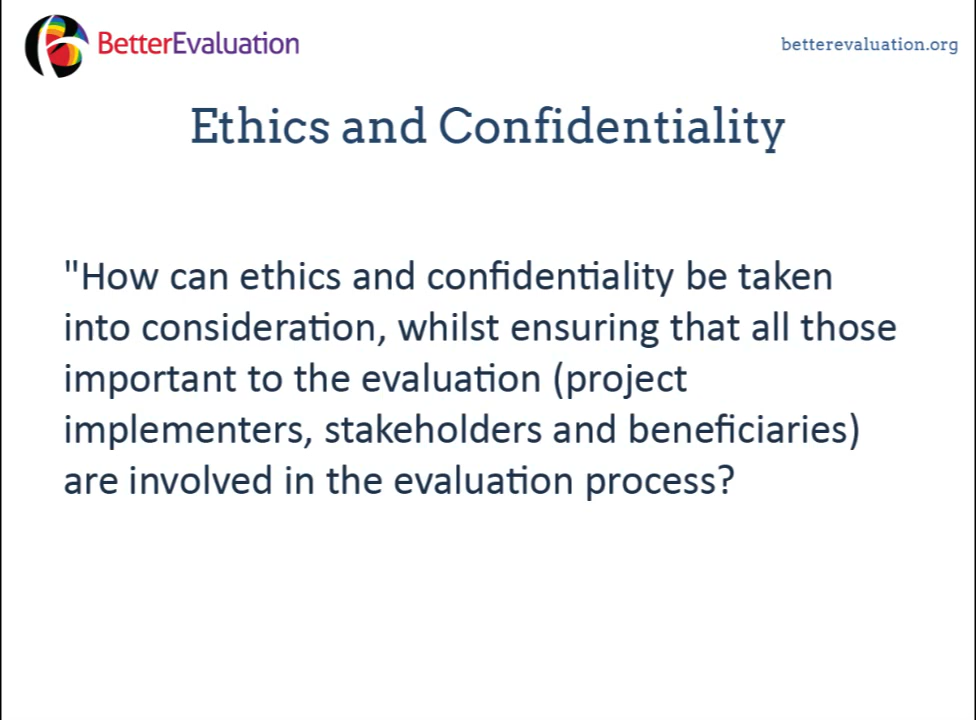 BetterEvaluation
betterevaluation.org
Ethics and Confidentiality
"How can ethics and confidentiality be taken
into consideration, whilst ensuring that all those
important to the evaluation (project
implementers, stakeholders and beneficiaries)
are involved in the evaluation process?